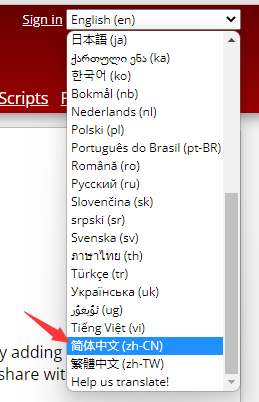 Sign in English (en)
日本語 (ja)
ქართული ენა (ka)
한국어 (ko)
Bokmål (nb)
Nederlands (nl)
Polski (pl)
Português do Brasil (pt-BR)
Română (ro)
Русский (ru)
Scripts
Slovenčina (sk)
srpski (sr)
Svenska (sv)
ภาษาไทย (th)
Türkçe (tr)
Українська (uk)
ئۇيغۇر (ug)
Tiếng Việt (vi)
简体中文 (zh-CN)
y adding
繁體中文 (zh-TW)
share wit
Help us translate!